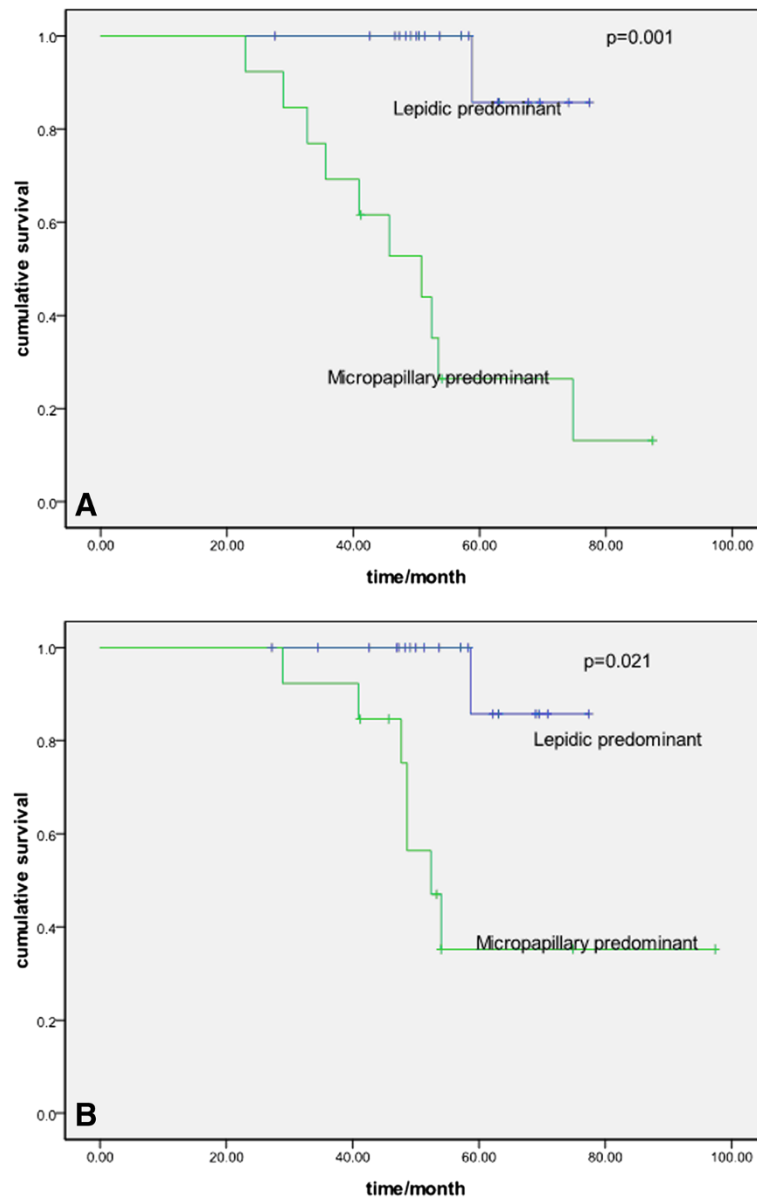 1.0
p=0.001
Lepidic predominant
0.8
0.6
cumulative survival
0.4
Micropapillary predominant
0.2
0.0
A
0.00 20.00 40.00 60.00 80.00 100.00
time/month
1.0
p=0.021
Lepidic predominant
0.8
0.6
cumulative survival
0.4
Micropapillary predominant
0.2
0.0
B
0.00 20.00 40.00 60.00 80.00 100.00
time/month